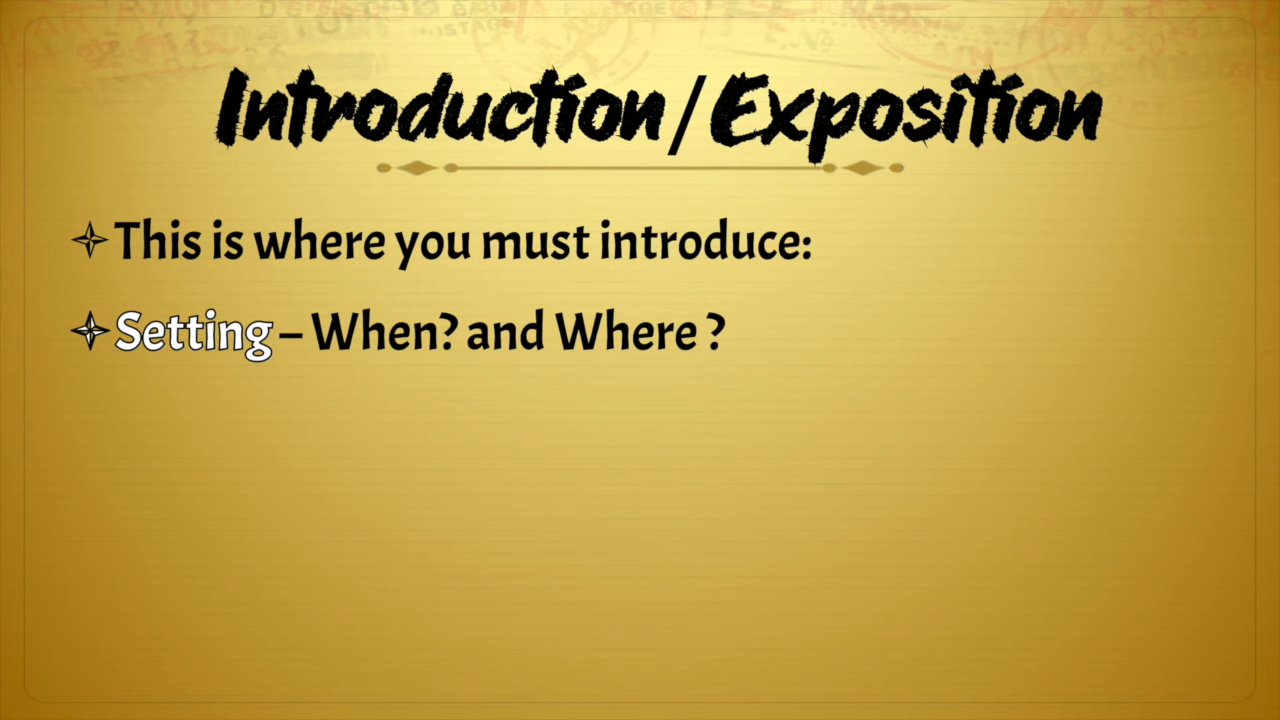 Introduction/Exposition
This is where you must introduce:
Setting – When? and Where ?